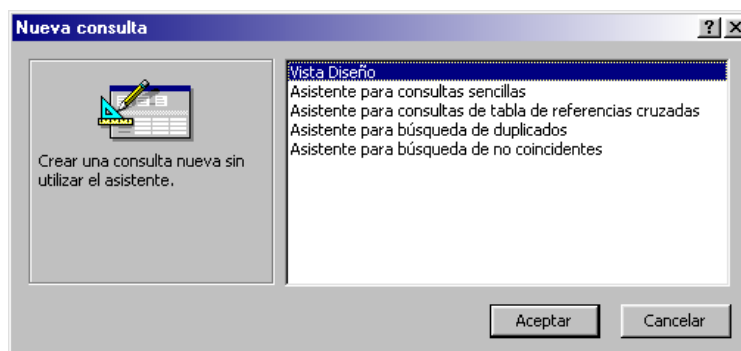 Nueva consulta
Vista Diseño
Asistente para consultas sencillas
Asistente para consultas de tabla de referencias cruzadas
Asistente para búsqueda de duplicados
Asistente para búsqueda de no coincidentes
Crear una consulta nueva sin
utilizar el asistente.
Aceptar
Cancelar